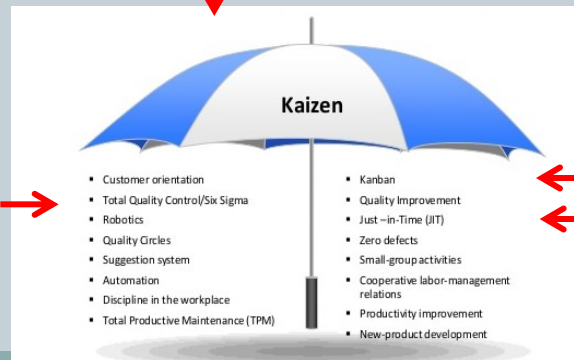 Kaizen
▪ Customer orientation
▪ Total Quality Control/Six Sigma
▪ Robotics
▪ Quality Circles
▪ Suggestion system
▪ Automation
▪ Discipline in the workplace
▪ Total Productive Maintenance (TPM)
▪ Kanban
▪ Quality Improvement
▪ Just –in-Time (JIT)
▪ Zero defects
▪ Small-group activities
▪ Cooperative labor-management
relations
▪ Productivity improvement
▪ New-product development